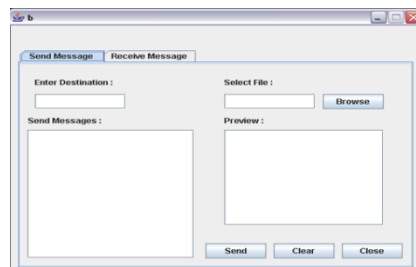 b
Send Message Receive Message
Enter Destination : Select File :
Browse
Send Messages : Preview :
Send Clear Close